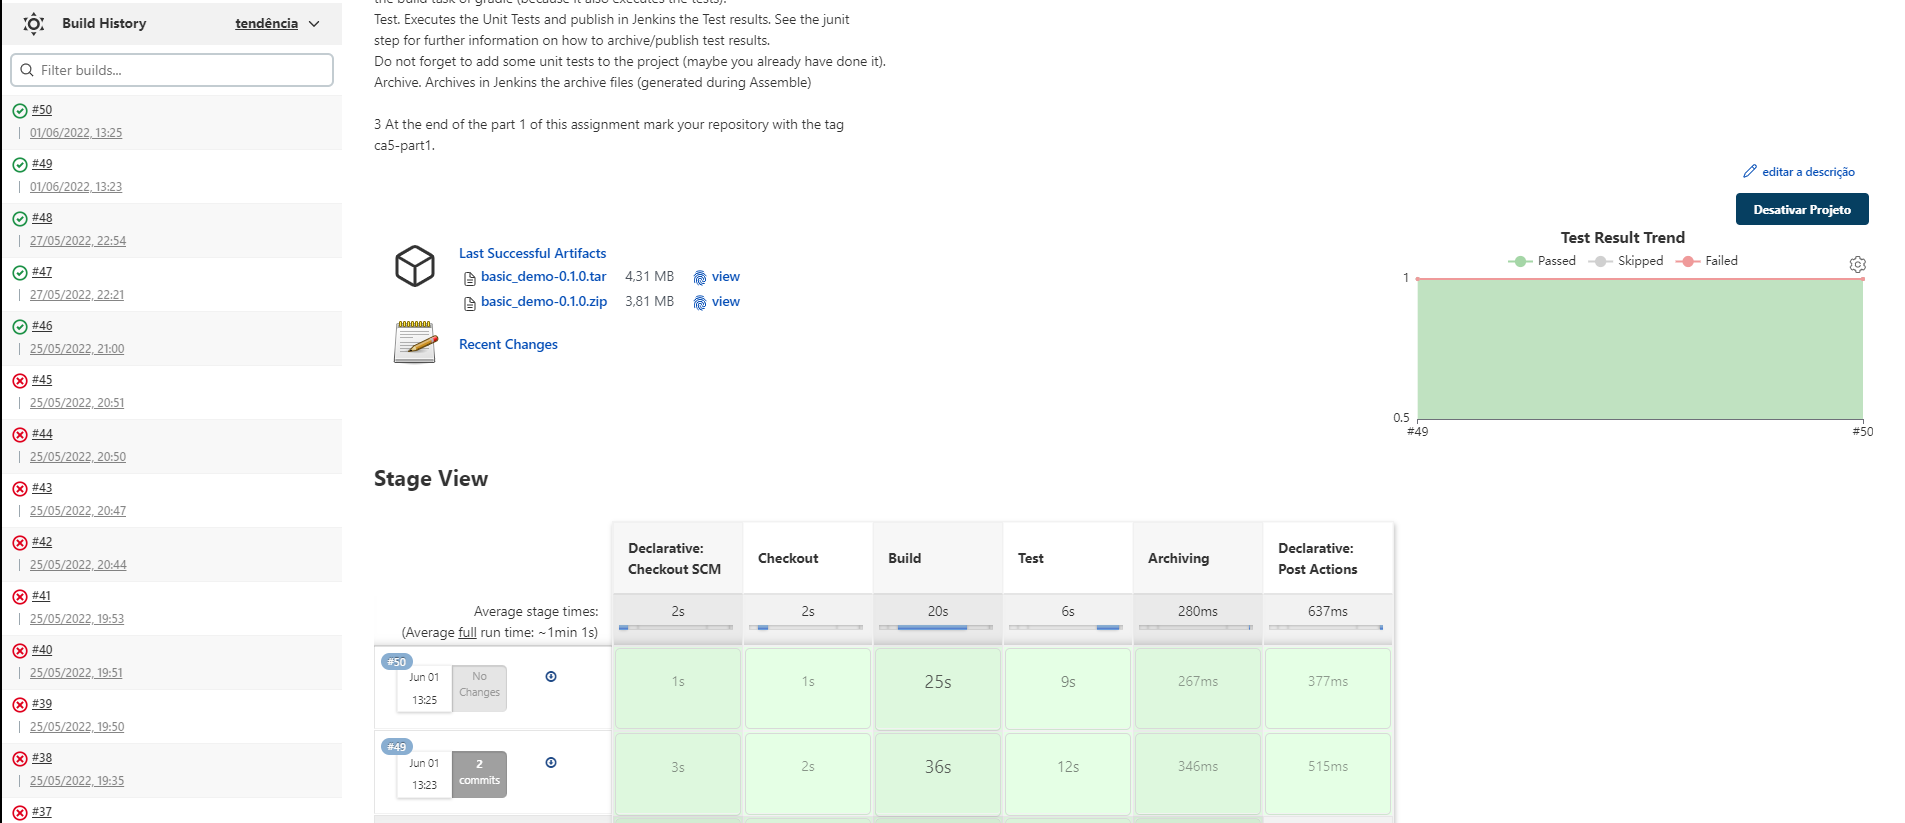 Build History
tendência
Filter builds...
#50
01/06/2022, 13:25
#49
01/06/2022, 13:23
#48
27/05/2022, 22:54
#47
27/05/2022, 22:21
#46
25/05/2022, 21:00
#45
25/05/2022, 20:51
#44
25/05/2022, 20:50
#43
25/05/2022, 20:47
#42
25/05/2022, 20:44
#41
25/05/2022, 19:53
#40
25/05/2022, 19:51
#39
25/05/2022, 19:50
#38
25/05/2022, 19:35
#37
the build task of gradle (because it also executes the tests).
Test. Executes the Unit Tests and publish in Jenkins the Test results. See the junit
step for further information on how to archive/publish test results.
Do not forget to add some unit tests to the project (maybe you already have done it).
Archive. Archives in Jenkins the archive files (generated during Assemble)
3 At the end of the part 1 of this assignment mark your repository with the tag
ca5-part1.
editar a descrição
Desativar Projeto
Last Successful Artifacts
basic_demo-0.1.0.tar 4,31 MB view
basic_demo-0.1.0.zip 3,81 MB view
Recent Changes
Test Result Trend
Passed Skipped Failed
1
0.5
#49 #50
Stage View
Declarative: Checkout SCM
Checkout
Build
Test
Archiving
Declarative: Post Actions
Average stage times:
(Average full run time: ~1min 1s)
2s 2s 20s 6s 280ms 637ms
#50
Jun 01
13:25
No
Changes
1s 1s 25s 9s 267ms 377ms
#49
Jun 01
13:23
2
commits
3s 2s 36s 12s 346ms 515ms